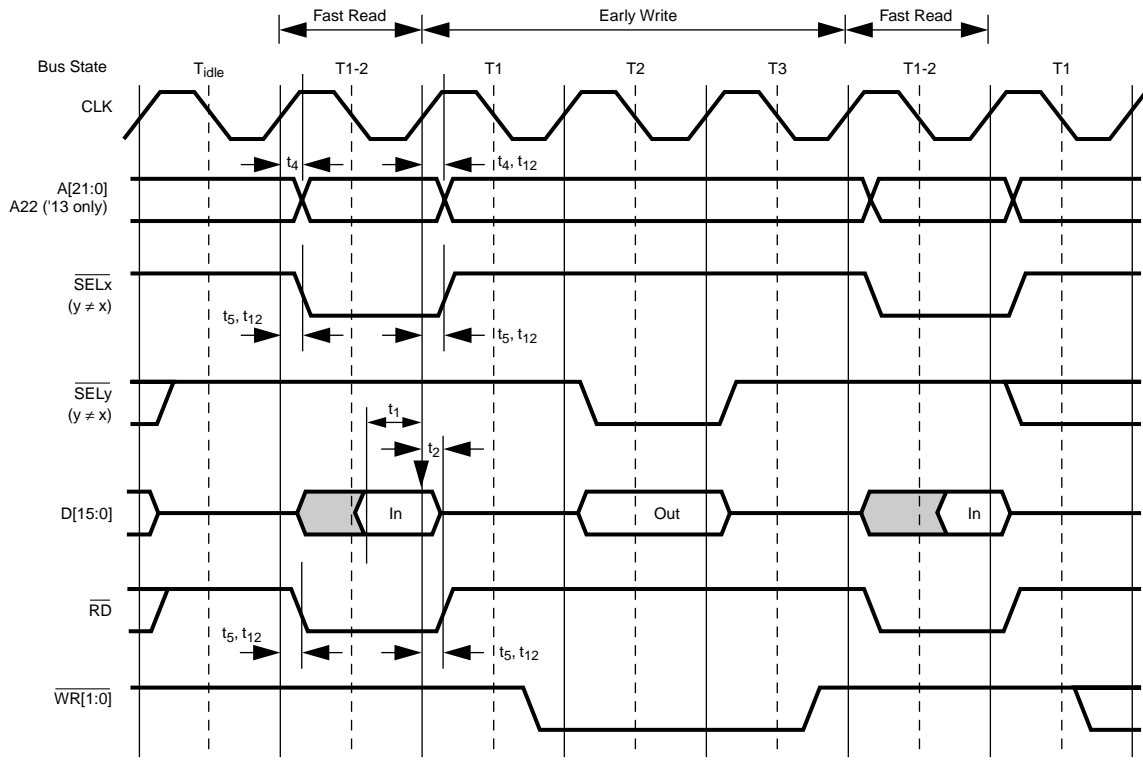 Fast Read Early Write Fast Read
Bus State T_idle T1-2 T1 T2 T3 T1-2 T1
CLK
t4 t4, t12
A[21:0]
A22 ('13 only)
SELx
(y ≠ x)
t5, t12 t5, t12
SELy
(y ≠ x)
t1
t2
D[15:0] In Out In
RD
t5, t12 t5, t12
WR[1:0]